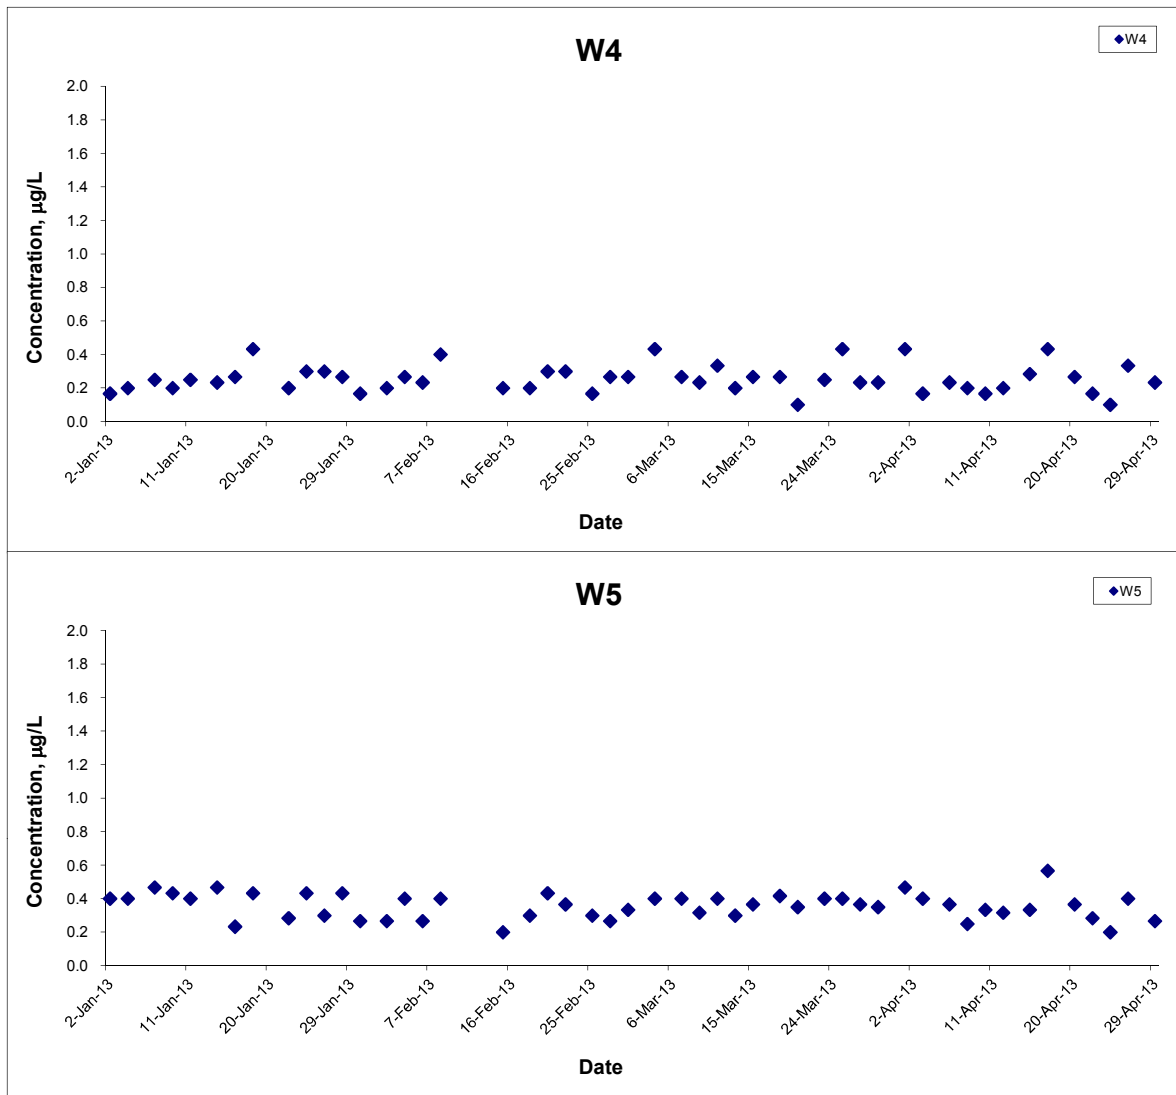 W4
W4
2.0
1.8
1.6
1.4
1.2
1.0
0.8
0.6
0.4
0.2
0.0
Concentration, µg/L
2-Jan-13
11-Jan-13
20-Jan-13
29-Jan-13
7-Feb-13
16-Feb-13
25-Feb-13
6-Mar-13
15-Mar-13
24-Mar-13
2-Apr-13
11-Apr-13
20-Apr-13
29-Apr-13
Date
W5
W5
2.0
1.8
1.6
1.4
1.2
1.0
0.8
0.6
0.4
0.2
0.0
Concentration, µg/L
2-Jan-13
11-Jan-13
20-Jan-13
29-Jan-13
7-Feb-13
16-Feb-13
25-Feb-13
6-Mar-13
15-Mar-13
24-Mar-13
2-Apr-13
11-Apr-13
20-Apr-13
29-Apr-13
Date